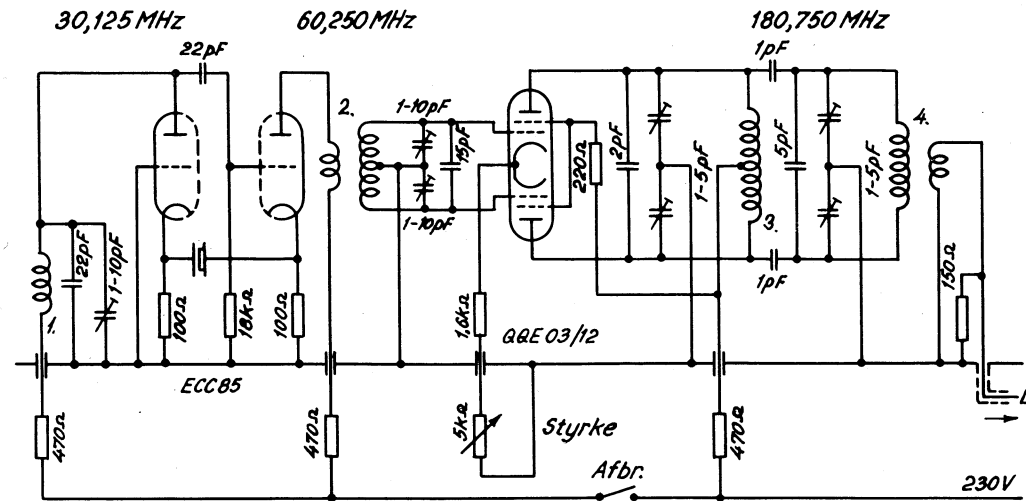 30,125 MHz
60,250 MHz
180,750 MHz
22pF
1pF
2.
1-10pF
15pF
1-10pF
220Ω
2pF
1-5pF
3.
5pF
1-5pF
4.
1pF
22pF
1-10pF
1.
100Ω
18kΩ
100Ω
1,6kΩ
150Ω
QQE 03/12
ECC85
470Ω
470Ω
5kΩ
Styrke
470Ω
Afbr.
230V